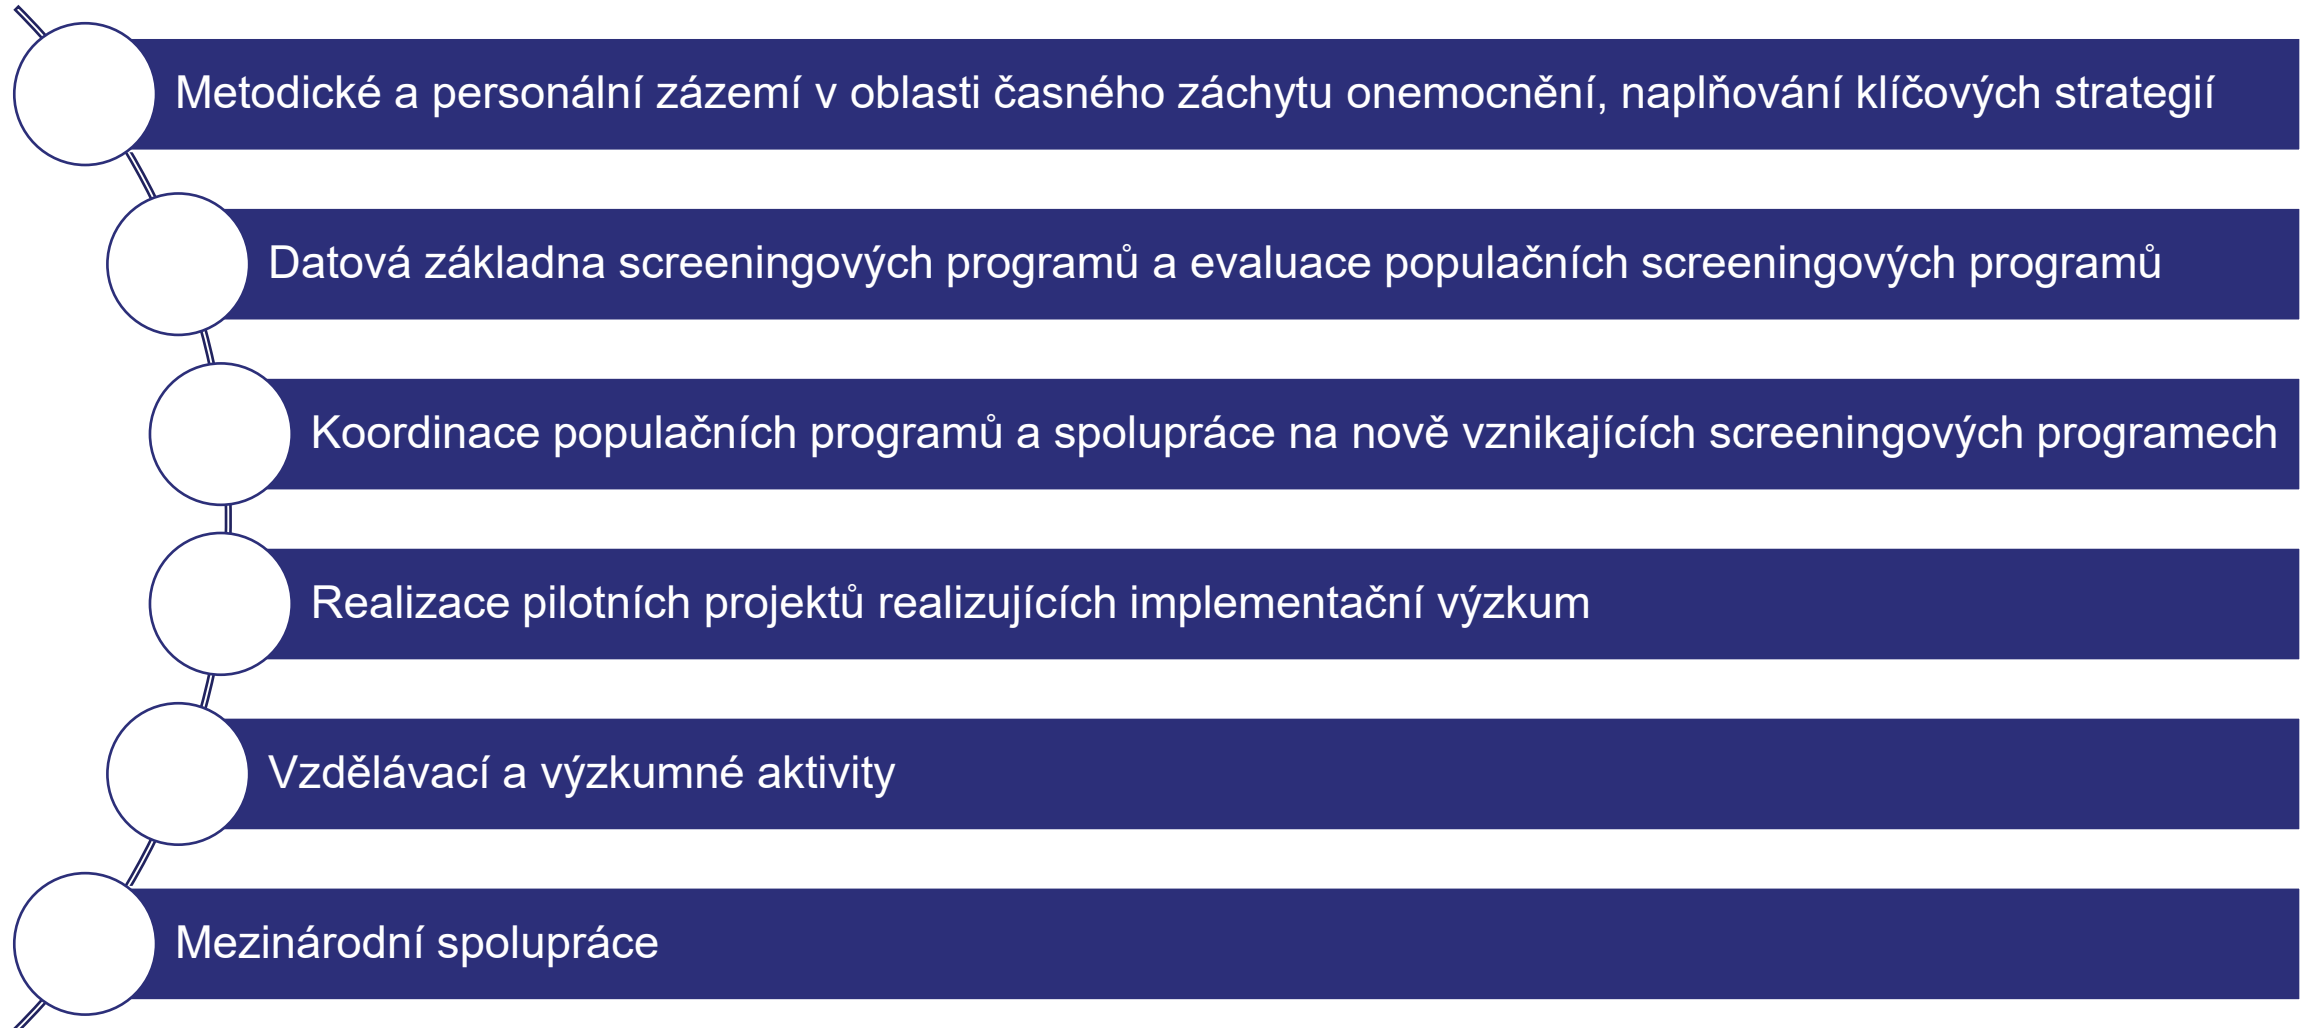 Metodické a personální zázemí v oblasti časného záchytu onemocnění, naplňování klíčových strategií
Datová základna screeningových programů a evaluace populačních screeningových programů
Koordinace populačních programů a spolupráce na nově vznikajících screeningových programech
Realizace pilotních projektů realizujících implementační výzkum
Vzdělávací a výzkumné aktivity
Mezinárodní spolupráce